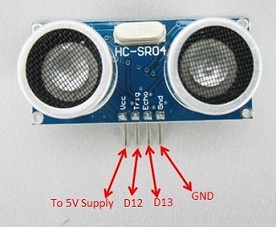 HC-SR04
Vcc
Trig
Echo
Gnd
To 5V Supply D12 D13 GND